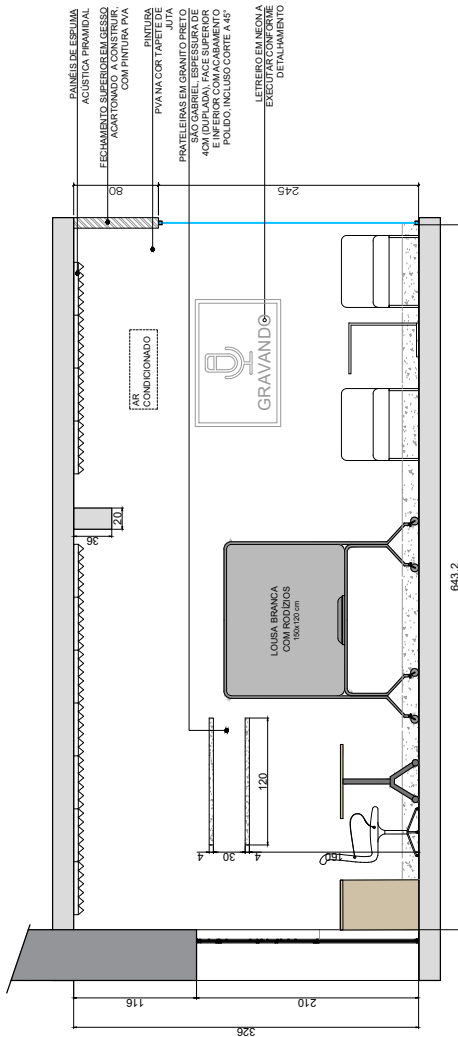 PAINÉIS DE ESPUMA
ACÚSTICA PIRAMIDAL
FECHAMENTO SUPERIOR EM GESSO
ACARTONADO A CONSTRUIR,
COM PINTURA PVA
PINTURA
PVA NA COR TAPETE DE
JUTA
PRATELEIRAS EM GRANITO PRETO
SÃO GABRIEL, ESPESSURA DE
4CM (DUPLADA), FACE SUPERIOR
E INFERIOR COM ACABAMENTO
POLIDO, INCLUSO CORTE A 45°
LETREIRO EM NEON A
EXECUTAR CONFORME
DETALHAMENTO
80
245
AR
CONDICIONADO
GRAVANDO
36
20
LOUSA BRANCA
COM RODÍZIOS
150x120 cm
120
4
30
4
160
116
210
326
643,2